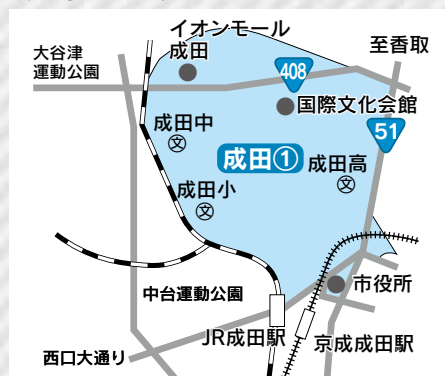 イオンモール
成田
大谷津
運動公園
至香取
408
国際文化会館
51
成田中
文
成田①
成田高
文
成田小
文
中台運動公園
市役所
JR成田駅
京成成田駅
西口大通り